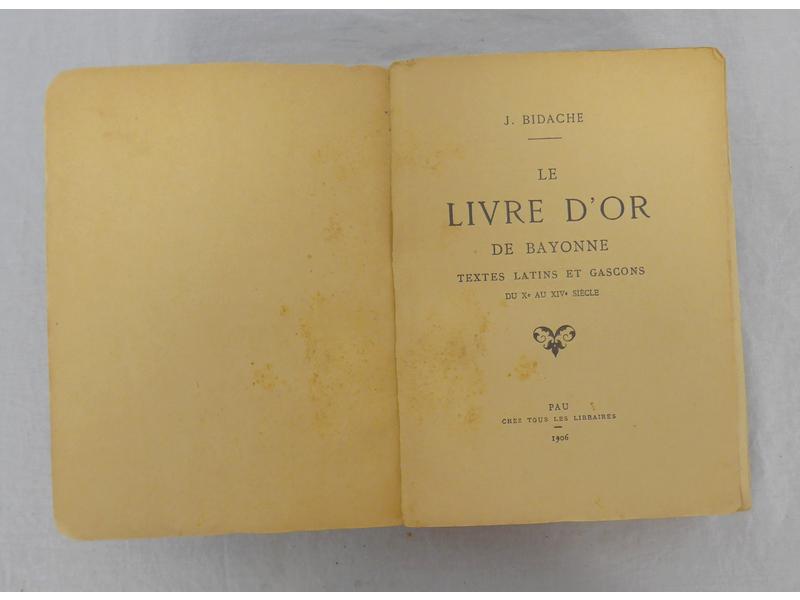 J. BIDACHE
LE
LIVRE D'OR
DE BAYONNE
TEXTES LATINS ET GASCONS
DU Xe AU XIVe SIÈCLE
PAU
CHEZ TOUS LES LIBRAIRES
1906